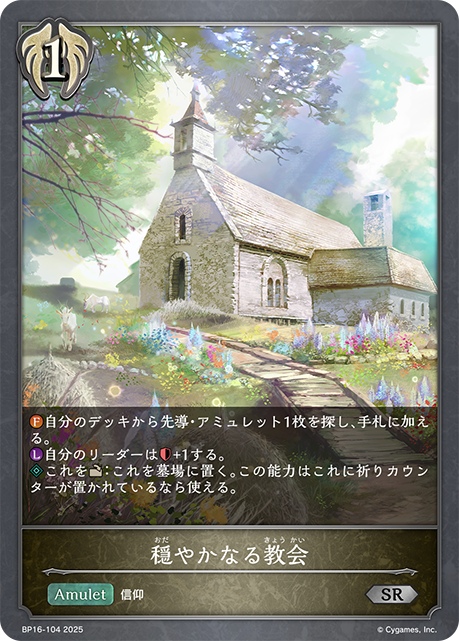 1
F 自分のデッキから先導・アミュレット1枚を探し、手札に加え
る。
L 自分のリーダーは+1する。
これを：これを墓場に置く。この能力はこれに祈りカウン
ターが置かれているなら使える。
おだ きょう かい
穏やかなる教会
Amulet 信仰 SR
BP16-104 2025 © Cygames, Inc.